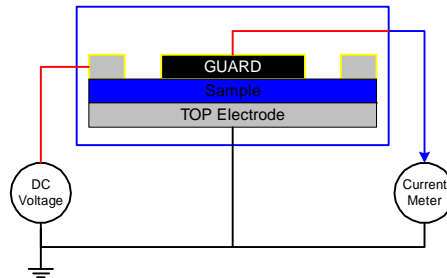 GUARD
Sample
TOP Electrode
DC
Voltage
Current
Meter